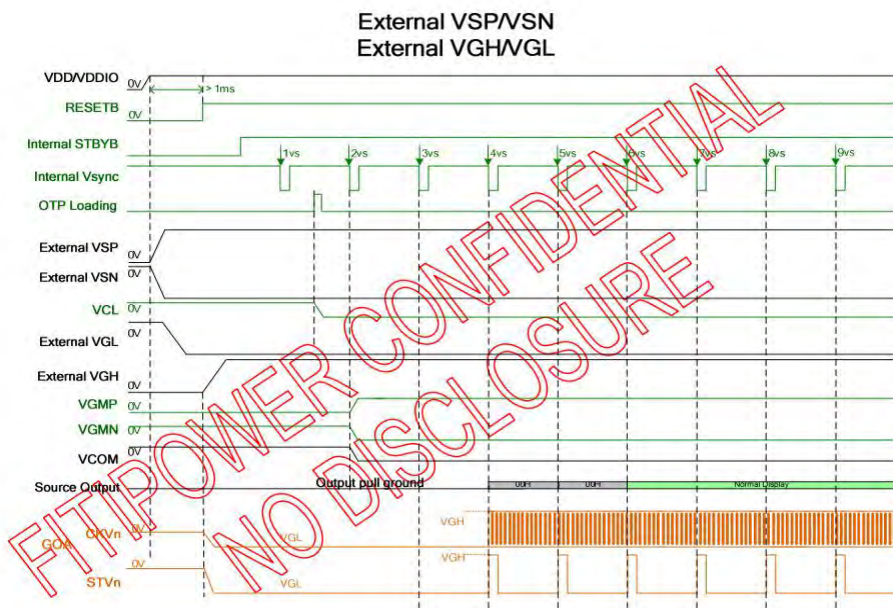 External VSP/VSN
External VGH/VGL
VDD/VDDIO 0V > 1ms
RESETB 0V
Internal STBYB
1vs 2vs 3vs 4vs 5vs 6vs 7vs 8vs 9vs
Internal Vsync
OTP Loading
External VSP 0V
External VSN 0V
VCL 0V
External VGL 0V
External VGH 0V
VGMP 0V
VGMN 0V
VCOM 0V
Source Output Output pull ground 00H 00H Normal Display
GOA CKVn 0V VGL VGH
STVn 0V VGL VGH
FITIPOWER CONFIDENTIAL
NO DISCLOSURE